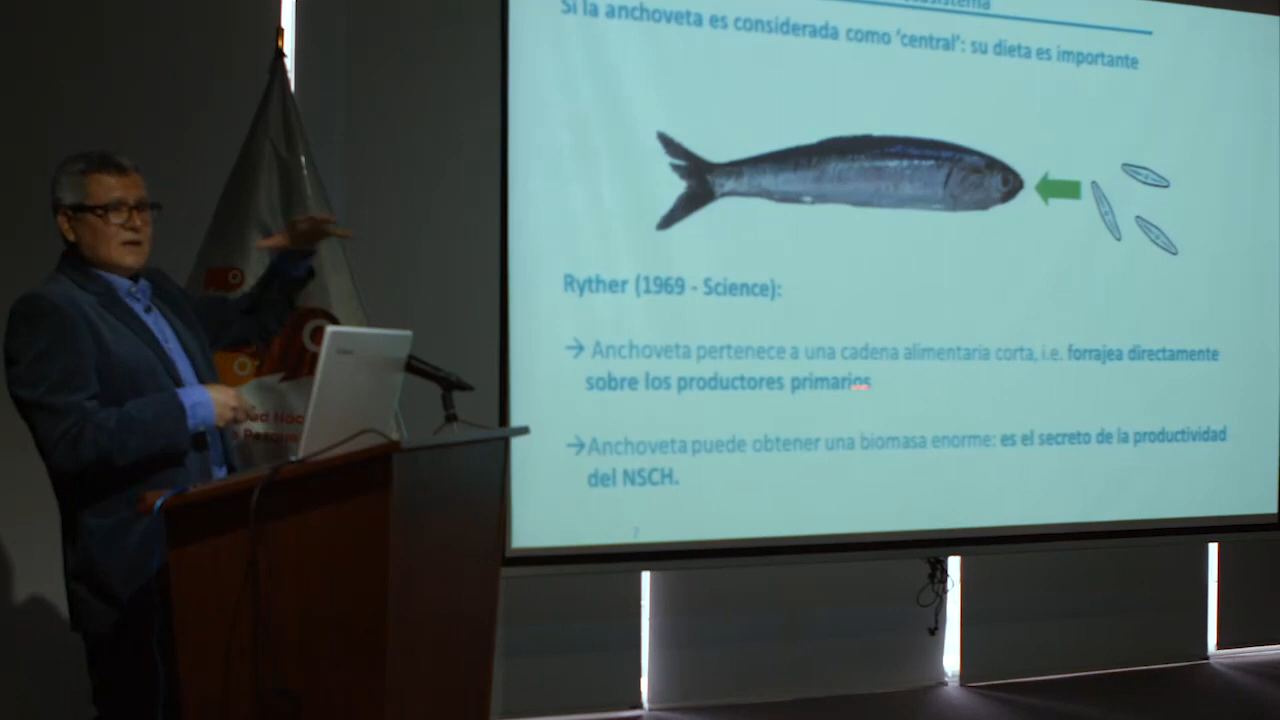 ecosistema
Si la anchoveta es considerada como ‘central’: su dieta es importante
Ryther (1969 - Science):
→ Anchoveta pertenece a una cadena alimentaria corta, i.e. forrajea directamente
sobre los productores primarios
→Anchoveta puede obtener una biomasa enorme: es el secreto de la productividad
del NSCH.